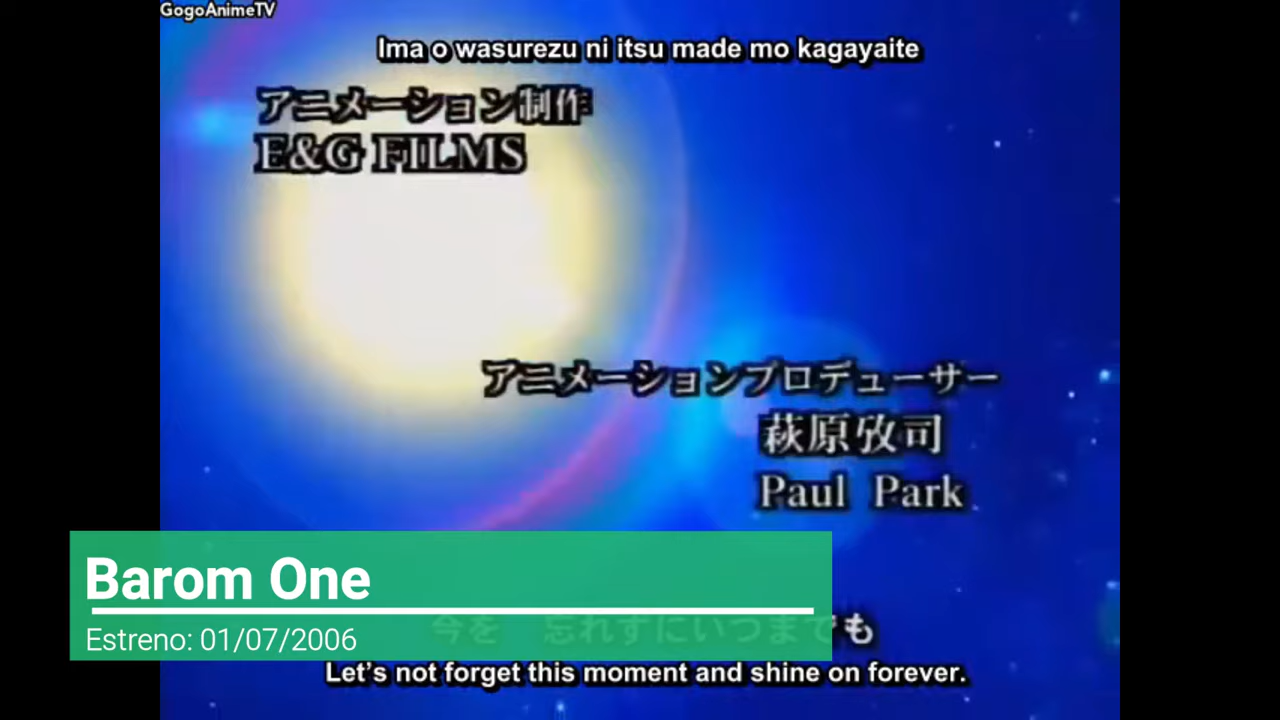 GogoAnimeTV
Ima o wasurezu ni itsu made mo kagayaite
アニメーション制作
E&G FILMS
アニメーションプロデューサー
萩原攷司
Paul Park
Barom One
Estreno: 01/07/2006
今を 忘れずにいつまでも
Let's not forget this moment and shine on forever.